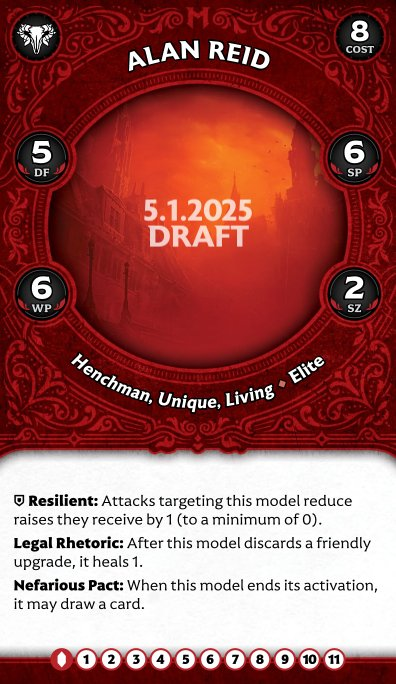 8
COST
ALAN REID
5
DF
6
SP
5.1.2025
DRAFT
6
WP
2
SZ
Henchman, Unique, Living ♦ Elite
Resilient: Attacks targeting this model reduce
raises they receive by 1 (to a minimum of 0).
Legal Rhetoric: After this model discards a friendly
upgrade, it heals 1.
Nefarious Pact: When this model ends its activation,
it may draw a card.
1 2 3 4 5 6 7 8 9 10 11